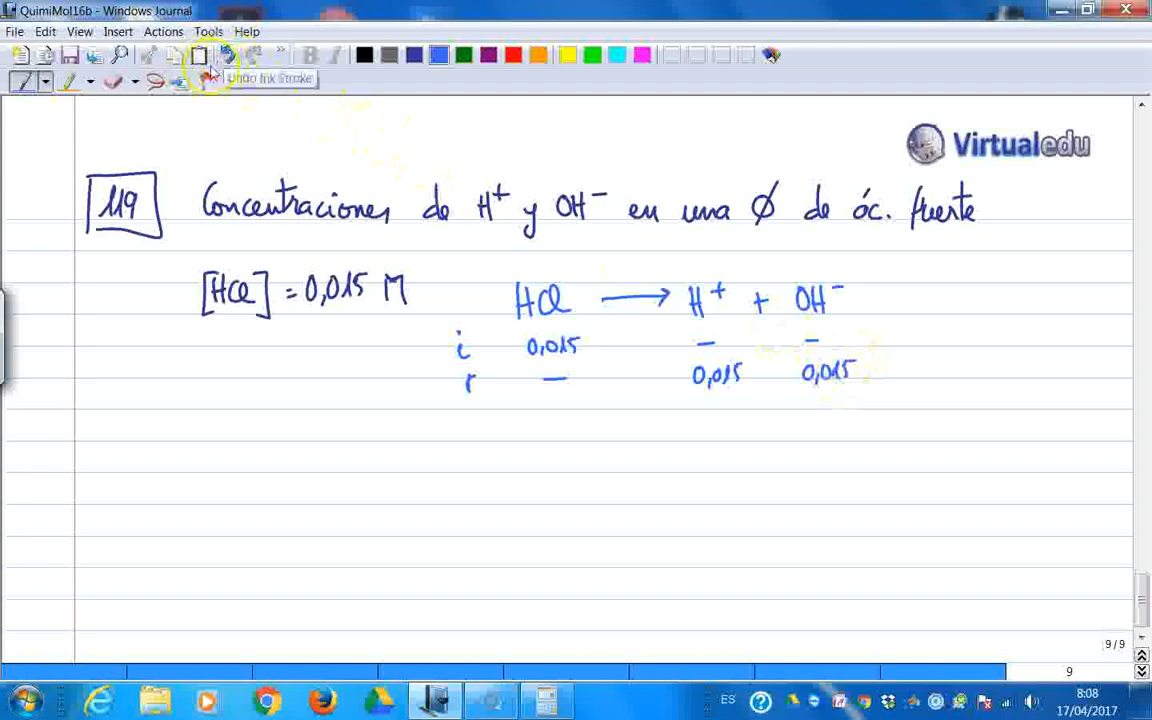 QuimiMol16b - Windows Journal
File Edit View Insert Actions Tools Help
Undo Ink Stroke
Virtualedu
119 Concentraciones de H⁺ y OH⁻ en una Ø de ác. fuerte
[HCl] = 0,015 M HCl → H⁺ + OH⁻
i 0,015 – –
r – 0,015 0,015
9/9
9
ES 8:08
17/04/2017